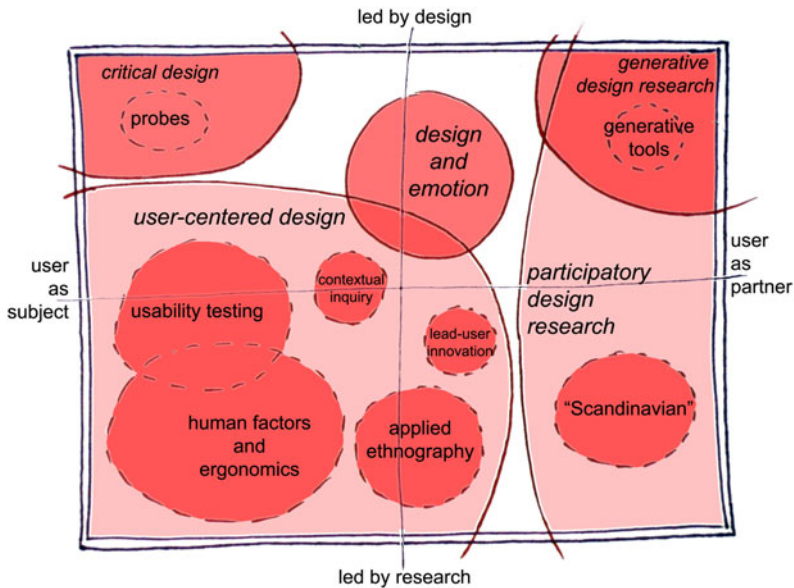 led by design
critical design
probes
generative
design research
generative
tools
design
and
emotion
user-centered design
user
as
subject
user
as
partner
contextual
inquiry
participatory
design
research
usability testing
lead-user
innovation
human factors
and
ergonomics
applied
ethnography
“Scandinavian”
led by research